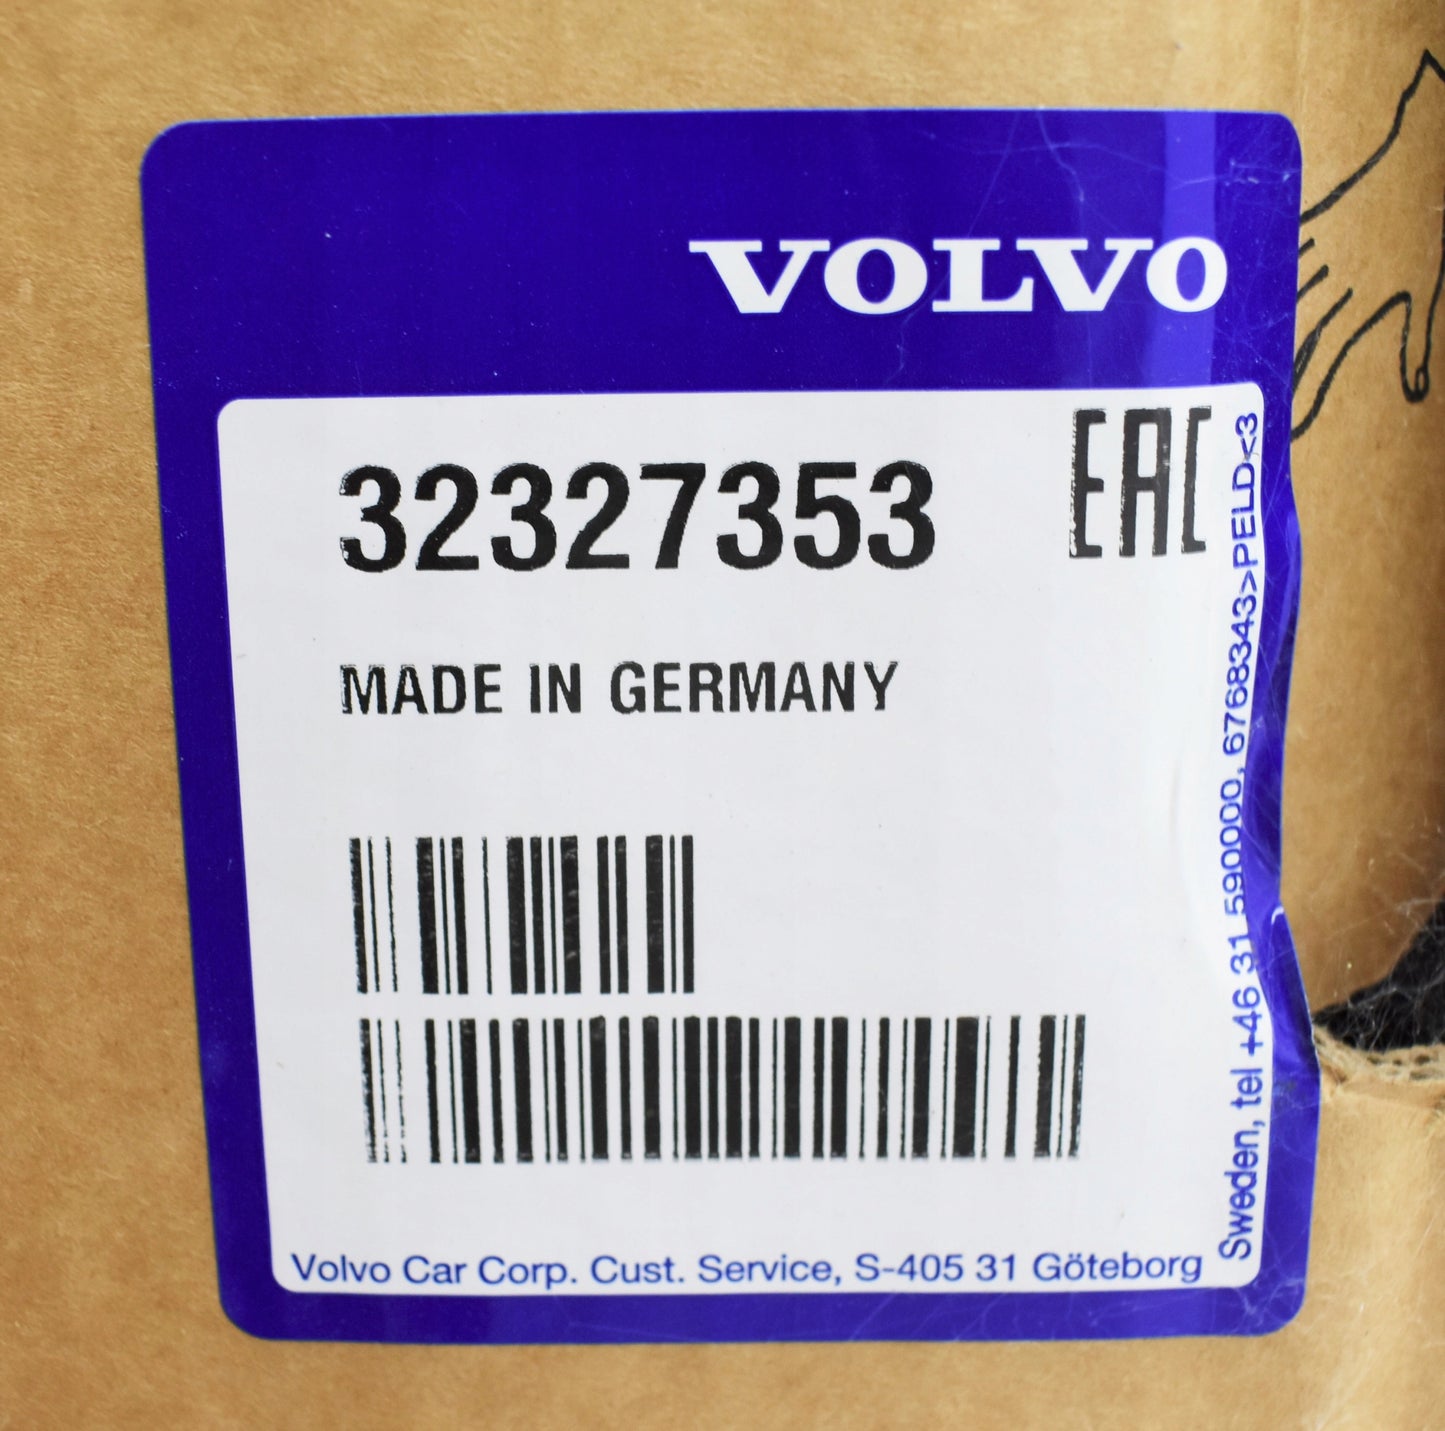 VOLVO
32327353
EAC
MADE IN GERMANY
Volvo Car Corp. Cust. Service, S-405 31 Göteborg
Sweden, tel +46 31 590000, 6768343>PELD<3